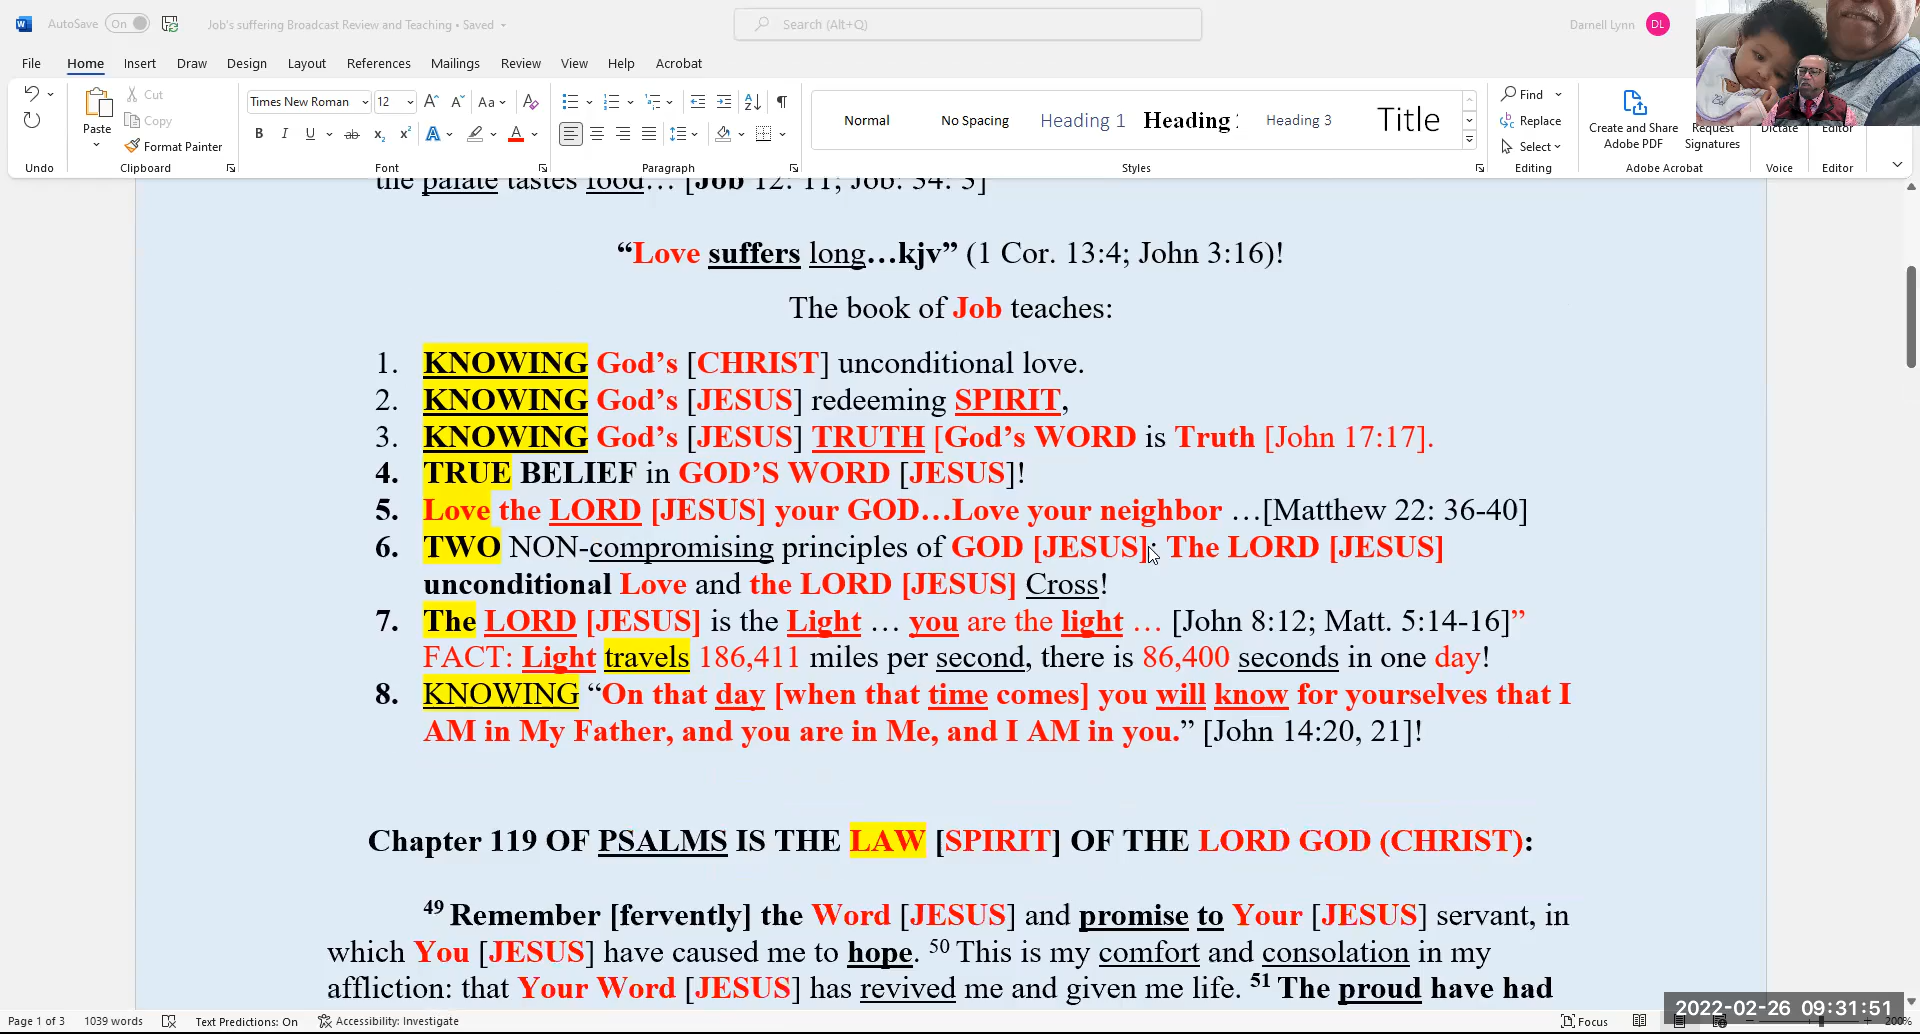 AutoSave On Job's suffering Broadcast Review and Teaching • Saved Search (Alt+Q) Darnell Lynn DL
File Home Insert Draw Design Layout References Mailings Review View Help Acrobat
Cut
Copy
Format Painter
Paste
Times New Roman 12
Normal No Spacing Heading 1 Heading Heading 3 Title
Find
Replace
Select
Create and Share Adobe PDF
Request Signatures
Dictate Editor
Undo Clipboard Font Paragraph Styles Editing Adobe Acrobat Voice Editor
the palate tastes food… [Job 12: 11; Job: 34: 3]
“Love suffers long…kjv” (1 Cor. 13:4; John 3:16)!
The book of Job teaches:
1. KNOWING God’s [CHRIST] unconditional love.
2. KNOWING God’s [JESUS] redeeming SPIRIT,
3. KNOWING God’s [JESUS] TRUTH [God’s WORD is Truth [John 17:17].
4. TRUE BELIEF in GOD’S WORD [JESUS]!
5. Love the LORD [JESUS] your GOD…Love your neighbor …[Matthew 22: 36-40]
6. TWO NON-compromising principles of GOD [JESUS]: The LORD [JESUS]
unconditional Love and the LORD [JESUS] Cross!
7. The LORD [JESUS] is the Light … you are the light … [John 8:12; Matt. 5:14-16]”
FACT: Light travels 186,411 miles per second, there is 86,400 seconds in one day!
8. KNOWING “On that day [when that time comes] you will know for yourselves that I
AM in My Father, and you are in Me, and I AM in you.” [John 14:20, 21]!
Chapter 119 OF PSALMS IS THE LAW [SPIRIT] OF THE LORD GOD (CHRIST):
49 Remember [fervently] the Word [JESUS] and promise to Your [JESUS] servant, in
which You [JESUS] have caused me to hope. 50 This is my comfort and consolation in my
affliction: that Your Word [JESUS] has revived me and given me life. 51 The proud have had
Page 1 of 3 1039 words Text Predictions: On Accessibility: Investigate Focus 200%
2022-02-26 09:31:51